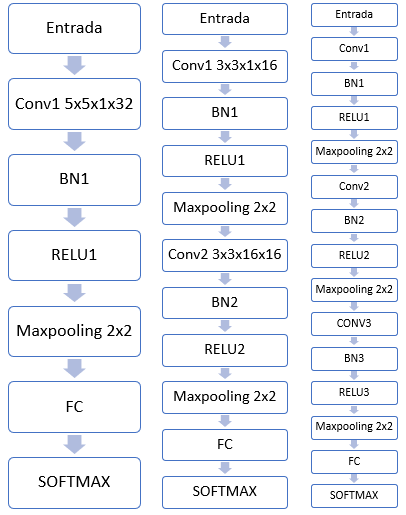 Entrada
Conv1 5x5x1x32
BN1
RELU1
Maxpooling 2x2
FC
SOFTMAX
Entrada
Conv1 3x3x1x16
BN1
RELU1
Maxpooling 2x2
Conv2 3x3x16x16
BN2
RELU2
Maxpooling 2x2
FC
SOFTMAX
Entrada
Conv1
BN1
RELU1
Maxpooling 2x2
Conv2
BN2
RELU2
Maxpooling 2x2
CONV3
BN3
RELU3
Maxpooling 2x2
FC
SOFTMAX